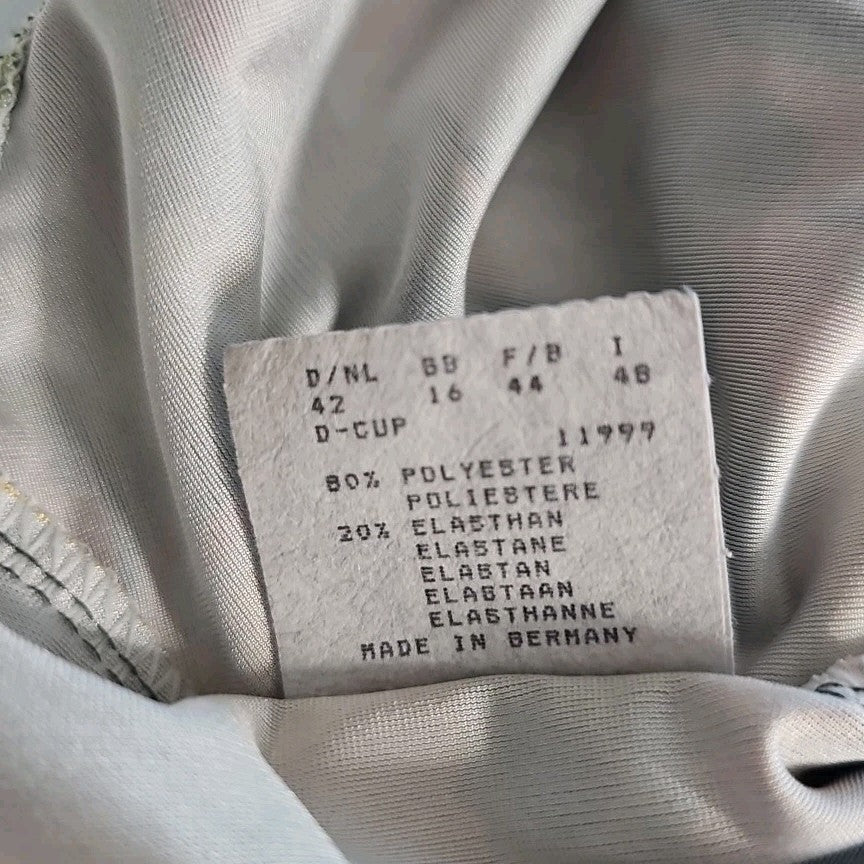 D/NL GB F/B I
42 16 44 48
D-CUP 11999
80% POLYESTER
POLIESTERE
20% ELASTHAN
ELASTANE
ELASTAN
ELASTAAN
ELASTHANNE
MADE IN GERMANY